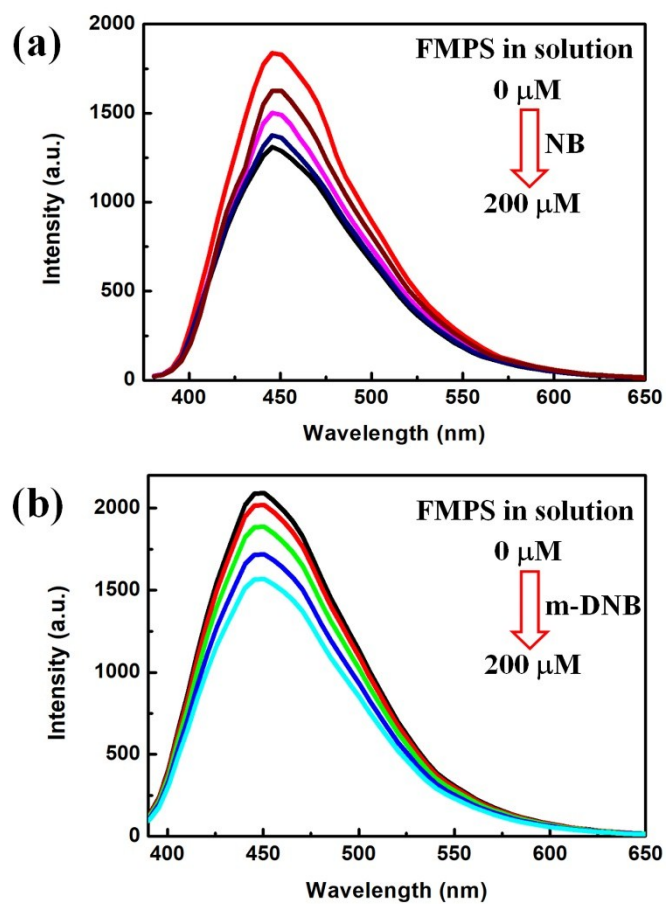 (a)
2000
1500
1000
500
0
Intensity (a.u.)
FMPS in solution
0 μM
NB
200 μM
400 450 500 550 600 650
Wavelength (nm)
(b)
2000
1500
1000
500
0
Intensity (a.u.)
FMPS in solution
0 μM
m-DNB
200 μM
400 450 500 550 600 650
Wavelength (nm)